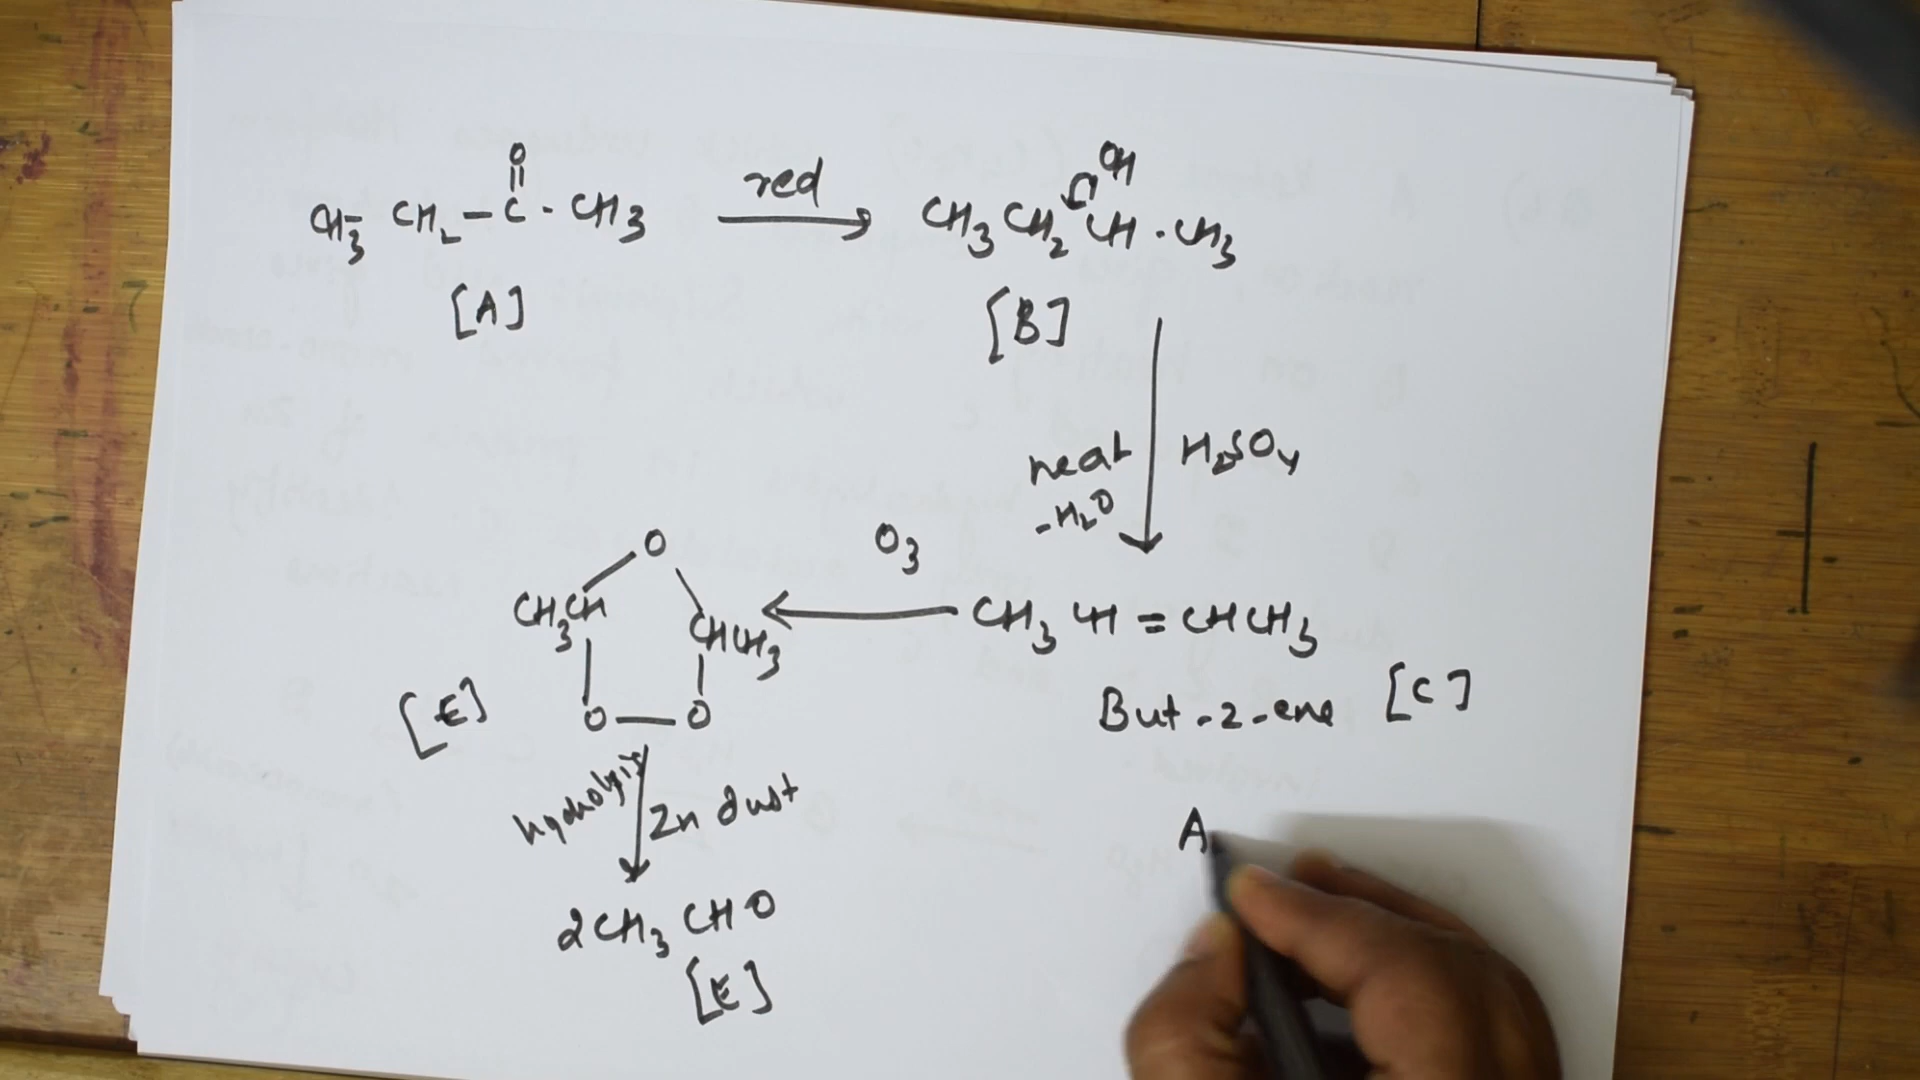 O
||
CH3 CH2 - C - CH3 red CH3 CH2 CH . CH3
OH
[A] [B]
heat H2SO4
-H2O
O O3
CH3CH CHCH3 CH3 CH = CHCH3
[E] O — O But-2-ene [C]
hydrolysis Zn dust
A
2CH3 CHO
[E]